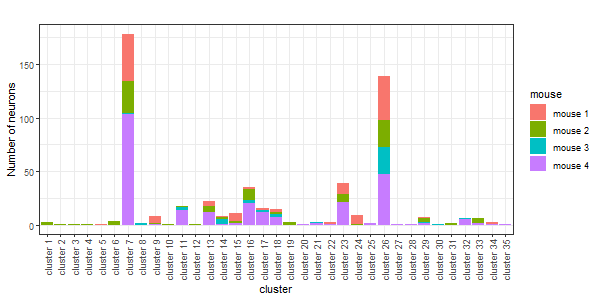 Number of neurons
150
100
50
0
cluster 1
cluster 2
cluster 3
cluster 4
cluster 5
cluster 6
cluster 7
cluster 8
cluster 9
cluster 10
cluster 11
cluster 12
cluster 13
cluster 14
cluster 15
cluster 16
cluster 17
cluster 18
cluster 19
cluster 20
cluster 21
cluster 22
cluster 23
cluster 24
cluster 25
cluster 26
cluster 27
cluster 28
cluster 29
cluster 30
cluster 31
cluster 32
cluster 33
cluster 34
cluster 35
cluster
mouse
mouse 1
mouse 2
mouse 3
mouse 4